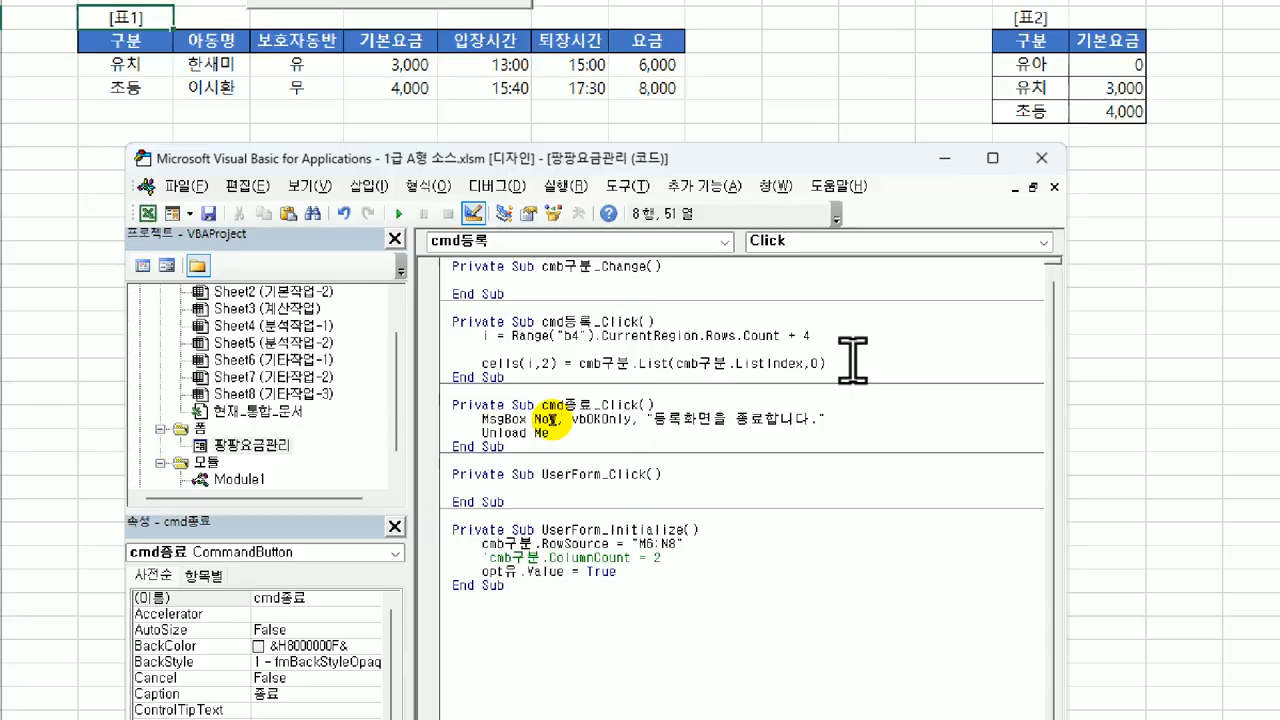 [표1] [표2]
구분 아동명 보호자동반 기본요금 입장시간 퇴장시간 요금 구분 기본요금
유치 한새미 유 3,000 13:00 15:00 6,000 유아 0
초등 이시환 무 4,000 15:40 17:30 8,000 유치 3,000
초등 4,000
Microsoft Visual Basic for Applications - 1급 A형 소스.xlsm [디자인] - [팡팡요금관리 (코드)]
파일(F) 편집(E) 보기(V) 삽입(I) 형식(O) 디버그(D) 실행(R) 도구(T) 추가 기능(A) 창(W) 도움말(H)
8 행, 51 열
프로젝트 - VBAProject
cmd등록 Click
Sheet2 (기본작업-2)
Sheet3 (계산작업)
Sheet4 (분석작업-1)
Sheet5 (분석작업-2)
Sheet6 (기타작업-1)
Sheet7 (기타작업-2)
Sheet8 (기타작업-3)
현재_통합_문서
폼
팡팡요금관리
모듈
Module1
Private Sub cmb구분_Change()
End Sub
Private Sub cmd등록_Click()
i = Range("b4").CurrentRegion.Rows.Count + 4
cells(i,2) = cmb구분.List(cmb구분.ListIndex,0)
End Sub
Private Sub cmd종료_Click()
MsgBox Now, vbOKOnly, "등록화면을 종료합니다."
Unload Me
End Sub
Private Sub UserForm_Click()
End Sub
Private Sub UserForm_Initialize()
cmb구분.RowSource = "M6:N8"
'cmb구분.ColumnCount = 2
opt유.Value = True
End Sub
속성 - cmd종료
cmd종료 CommandButton
사전순 항목별
(이름) cmd종료
Accelerator
AutoSize False
BackColor &H8000000F&
BackStyle 1 - fmBackStyleOpaq
Cancel False
Caption 종료
ControlTipText